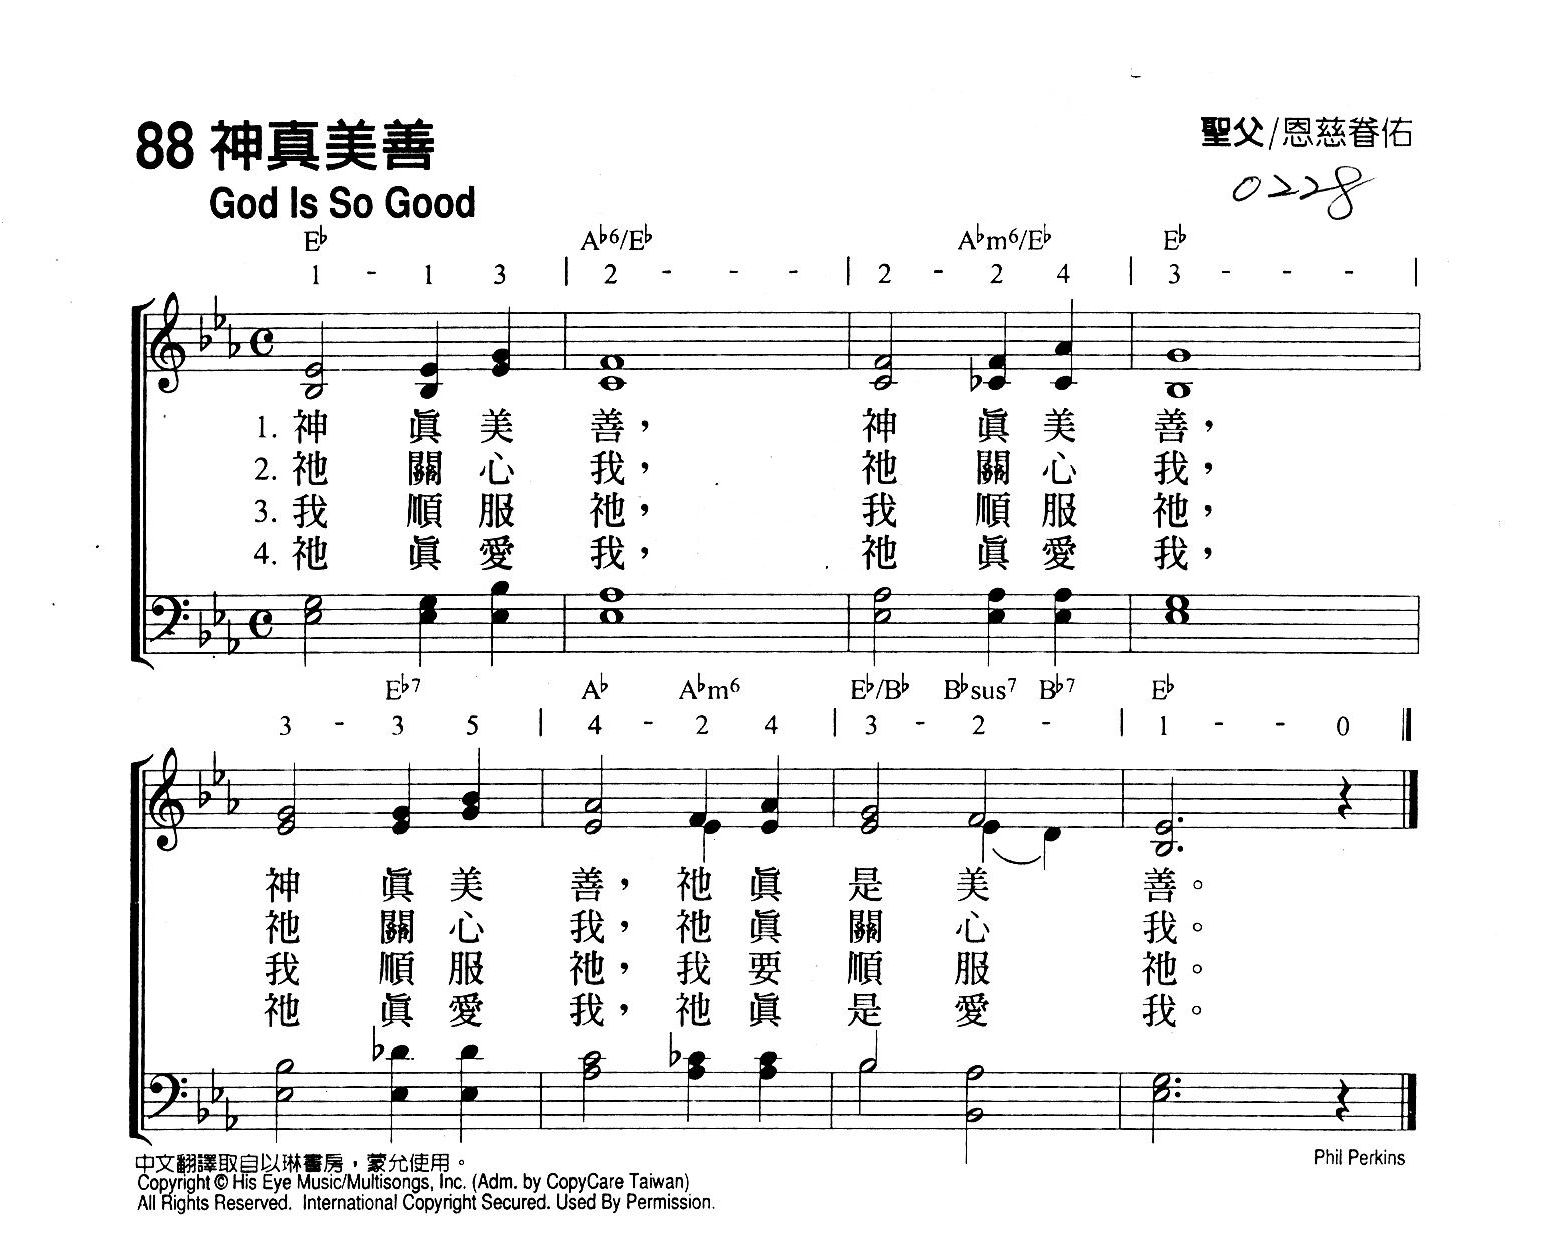 88 神真美善
聖父/恩慈眷佑
God Is So Good
0228
E♭ A♭6/E♭ A♭m6/E♭ E♭
1 - 1 3 | 2 - - - | 2 - 2 4 | 3 - - - |
1. 神 眞 美 善， 神 眞 美 善，
2. 祂 關 心 我， 祂 關 心 我，
3. 我 順 服 祂， 我 順 服 祂，
4. 祂 眞 愛 我， 祂 眞 愛 我，
E♭7 A♭ A♭m6 E♭/B♭ B♭sus7 B♭7 E♭
3 - 3 5 | 4 - 2 4 | 3 - 2 - | 1 - - 0 ‖
神 眞 美 善，祂 眞 是 美 善。
祂 關 心 我，祂 眞 關 心 我。
我 順 服 祂，我 要 順 服 祂。
祂 眞 愛 我，祂 眞 是 愛 我。
中文翻譯取自以琳書房，蒙允使用。
Phil Perkins
Copyright © His Eye Music/Multisongs, Inc. (Adm. by CopyCare Taiwan)
All Rights Reserved. International Copyright Secured. Used By Permission.